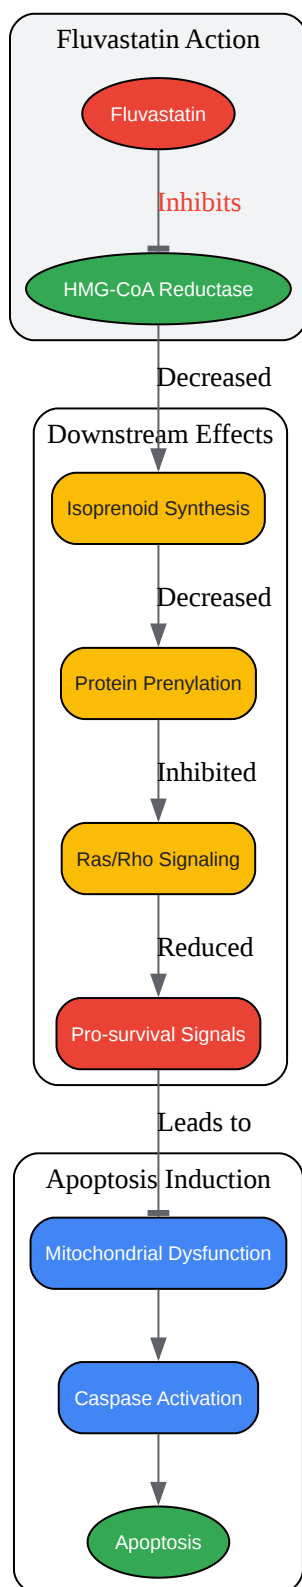 Fluvastatin Action
Fluvastatin
Inhibits
HMG-CoA Reductase
Decreased
Downstream Effects
Isoprenoid Synthesis
Decreased
Protein Prenylation
Inhibited
Ras/Rho Signaling
Reduced
Pro-survival Signals
Leads to
Apoptosis Induction
Mitochondrial Dysfunction
Caspase Activation
Apoptosis